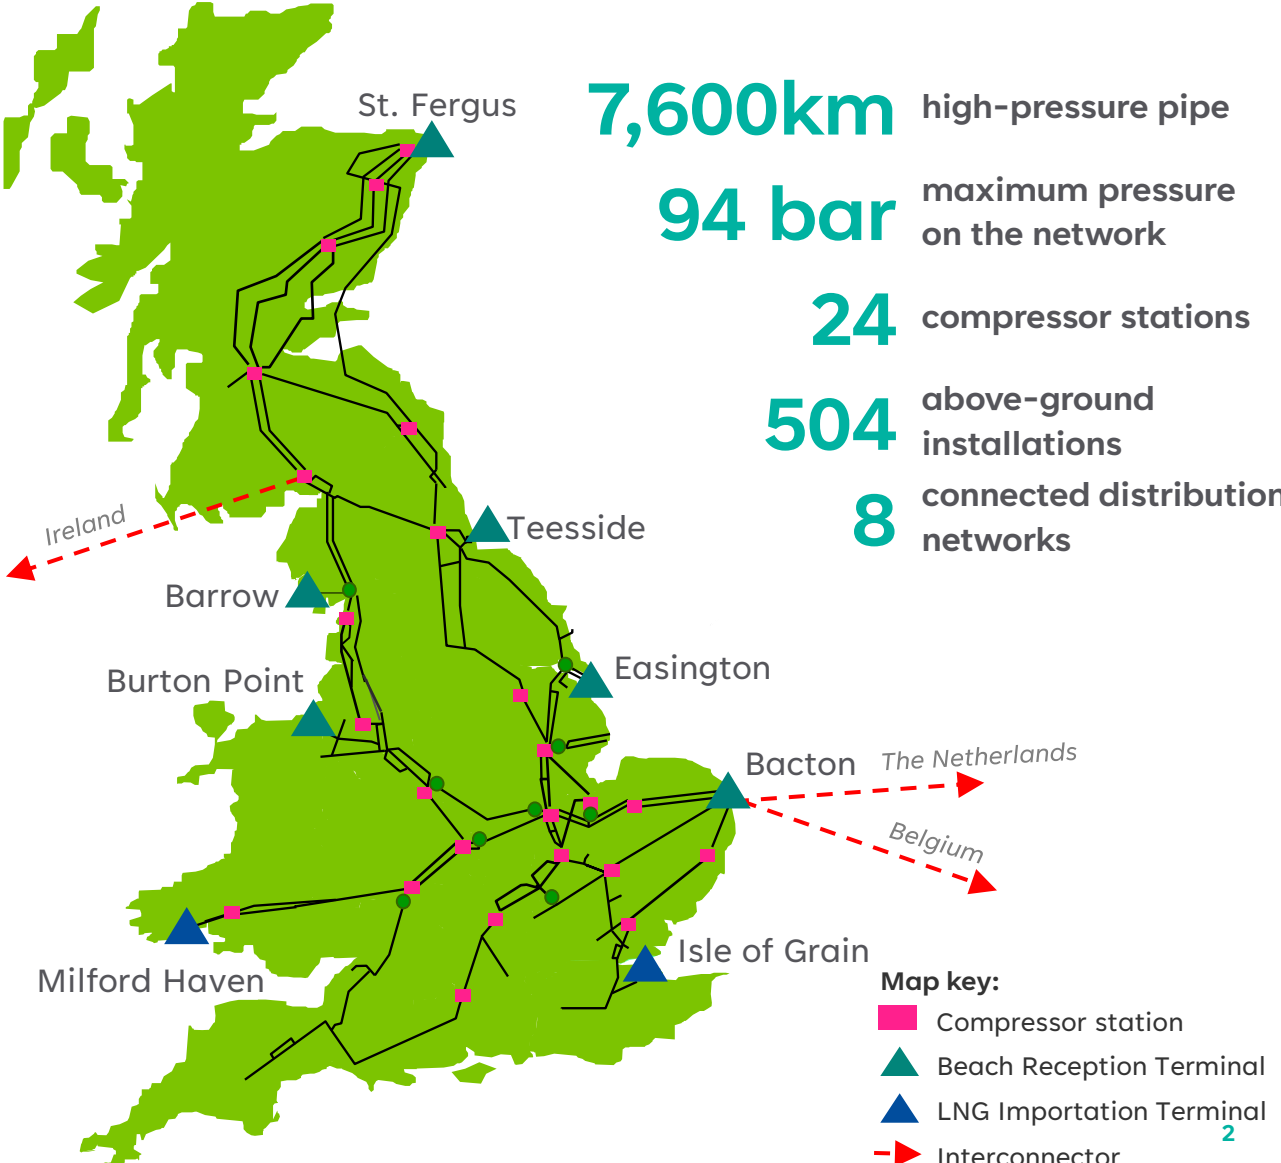 St. Fergus
7,600km
high-pressure pipe
94 bar
maximum pressure
on the network
24
compressor stations
504
above-ground
installations
8
connected distribution
networks
Ireland
Teesside
Barrow
Easington
Burton Point
Bacton
The Netherlands
Belgium
Isle of Grain
Milford Haven
Map key:
Compressor station
Beach Reception Terminal
LNG Importation Terminal
2
Interconnector